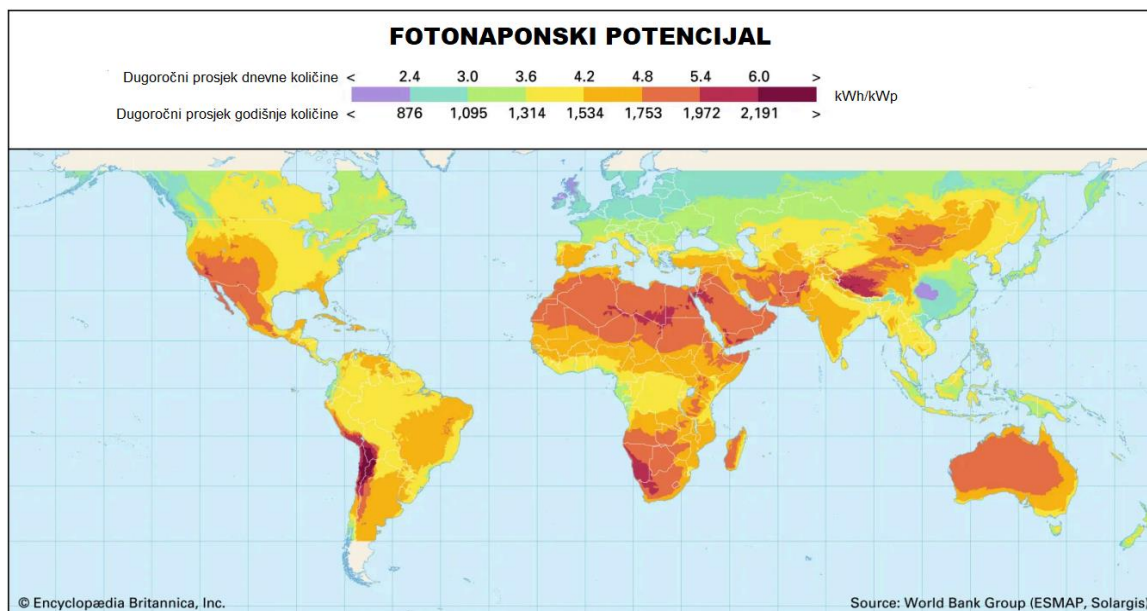 FOTONAPONSKI POTENCIJAL
Dugoročni prosjek dnevne količine < 2.4 3.0 3.6 4.2 4.8 5.4 6.0 >
kWh/kWp
Dugoročni prosjek godišnje količine < 876 1,095 1,314 1,534 1,753 1,972 2,191 >
© Encyclopædia Britannica, Inc.
Source: World Bank Group (ESMAP, Solargis)